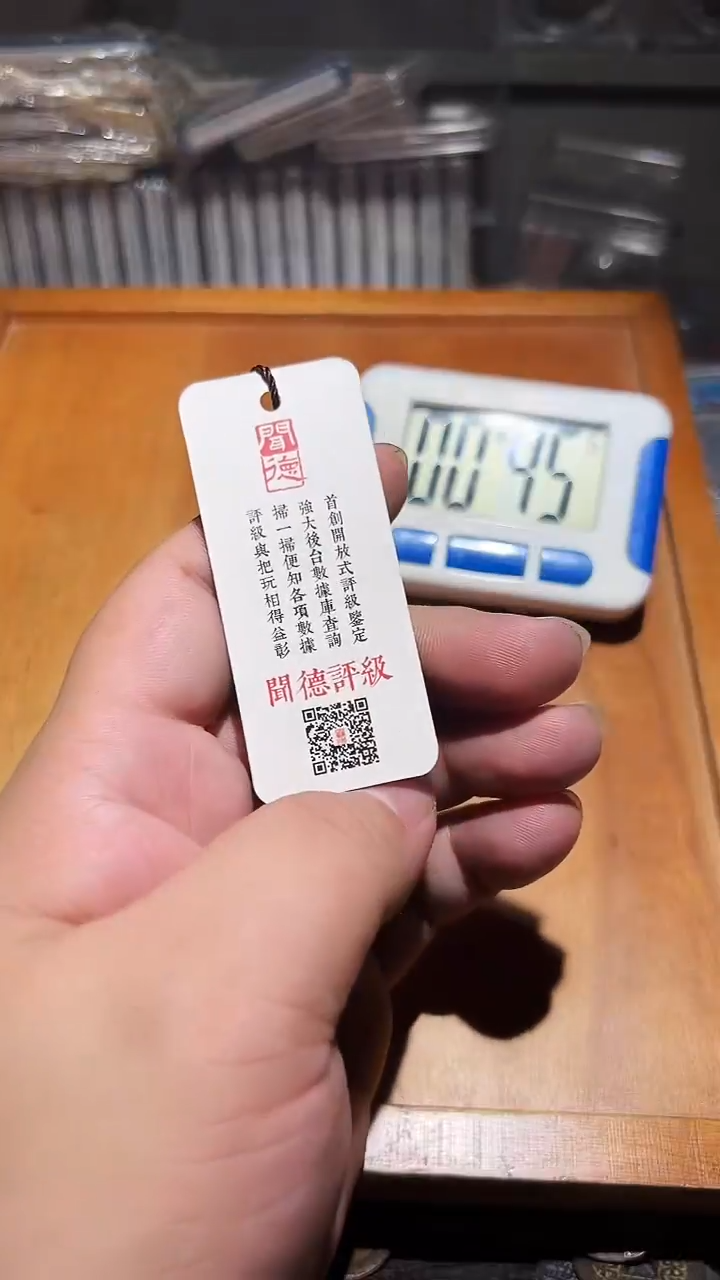 聞德
首創開放式評級鑒定
強大後台數據庫查詢
掃一掃便知各項數據
評級與把玩相得益彰
聞德評級
00 45